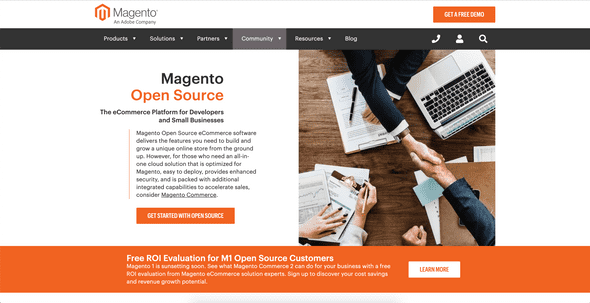 Magento
An Adobe Company
GET A FREE DEMO
Products Solutions Partners Community Resources Blog
Magento
Open Source
The eCommerce Platform for Developers
and Small Businesses
Magento Open Source eCommerce software
delivers the features you need to build and
grow a unique online store from the ground
up. However, for those who need an all-in-
one cloud solution that is optimized for
Magento, easy to deploy, provides enhanced
security, and is packed with additional
integrated capabilities to accelerate sales,
consider Magento Commerce.
GET STARTED WITH OPEN SOURCE
Free ROI Evaluation for M1 Open Source Customers
Magento 1 is sunsetting soon. See what Magento Commerce 2 can do for your business with a free
ROI evaluation from Magento eCommerce solution experts. Sign up to discover your cost savings
and revenue growth potential.
LEARN MORE